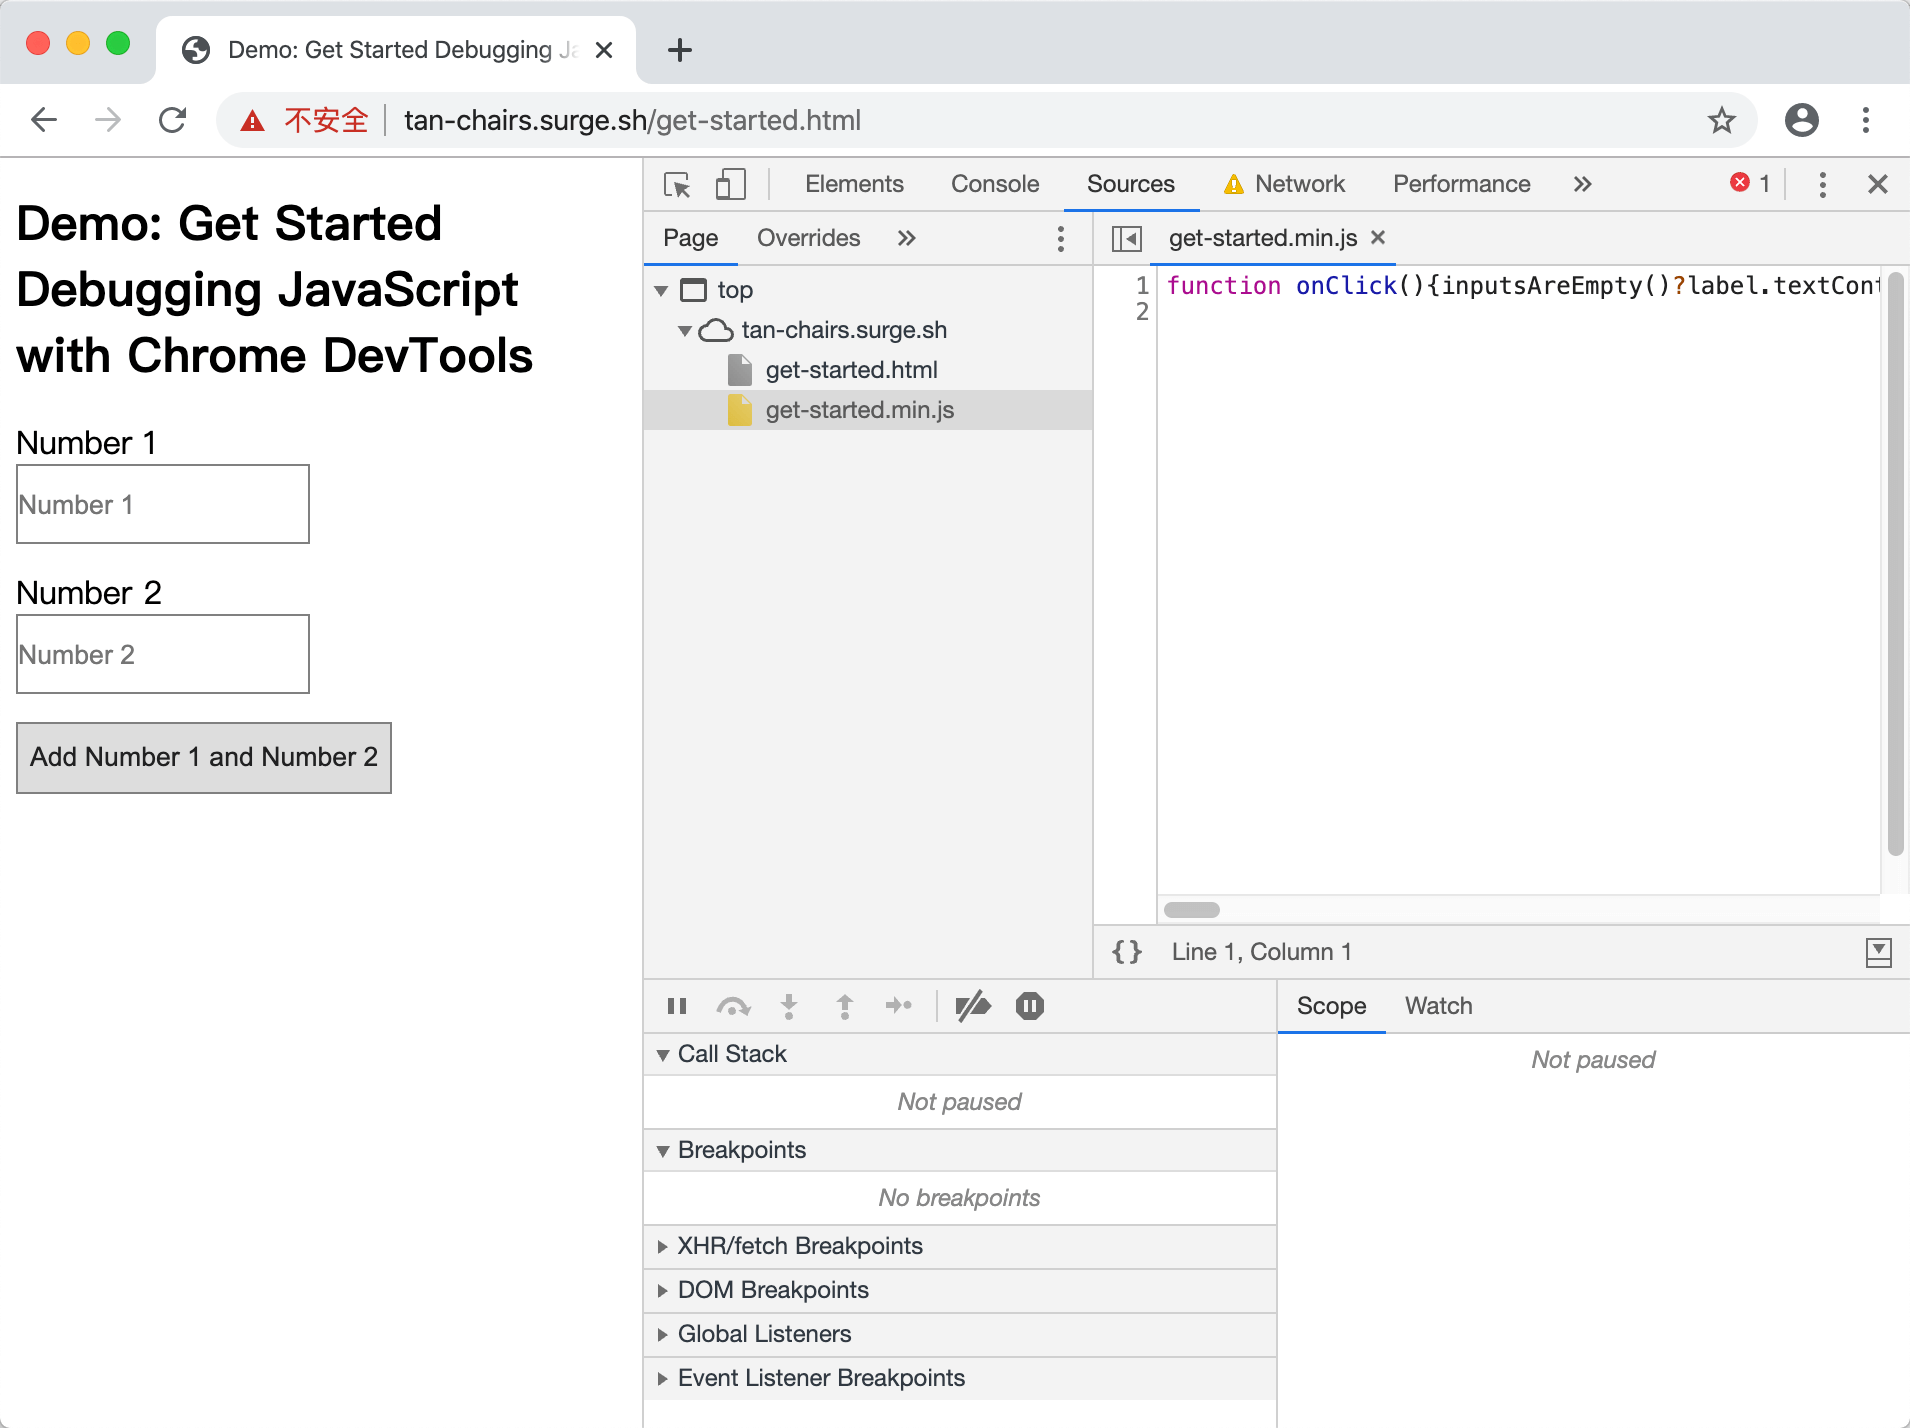 Demo: Get Started Debugging Ja
不安全 tan-chairs.surge.sh/get-started.html
Demo: Get Started
Debugging JavaScript
with Chrome DevTools
Number 1
Number 1
Number 2
Number 2
Add Number 1 and Number 2
Elements Console Sources Network Performance 1
Page Overrides
top
tan-chairs.surge.sh
get-started.html
get-started.min.js
get-started.min.js
1 function onClick(){inputsAreEmpty()?label.textCont
2
{} Line 1, Column 1
Call Stack
Not paused
Breakpoints
No breakpoints
XHR/fetch Breakpoints
DOM Breakpoints
Global Listeners
Event Listener Breakpoints
Scope Watch
Not paused